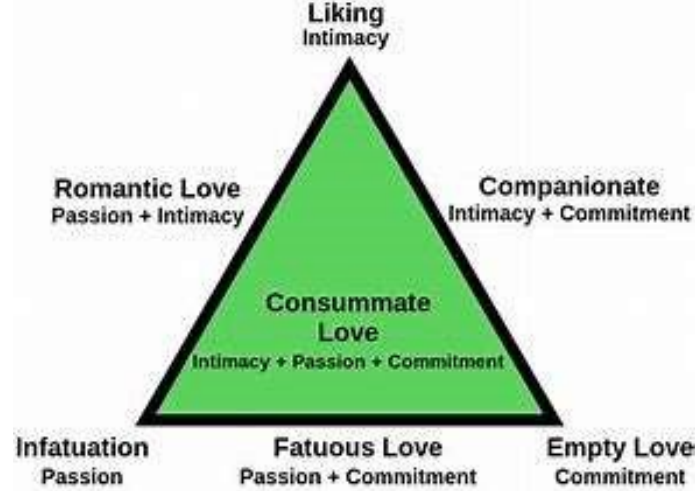 Liking
Intimacy
Romantic Love
Passion + Intimacy
Companionate
Intimacy + Commitment
Consummate
Love
Intimacy + Passion + Commitment
Infatuation
Passion
Fatuous Love
Passion + Commitment
Empty Love
Commitment